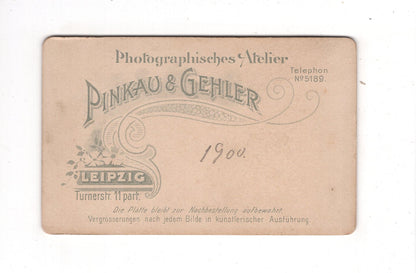 Photographisches Atelier
Telephon
No 5189.
PINKAU & GEHLER
1900.
LEIPZIG
Turnerstr. 11 part.
Die Platte bleibt zur Nachbestellung aufbewahrt.
Vergrösserungen nach jedem Bilde in künstlerischer Ausführung.